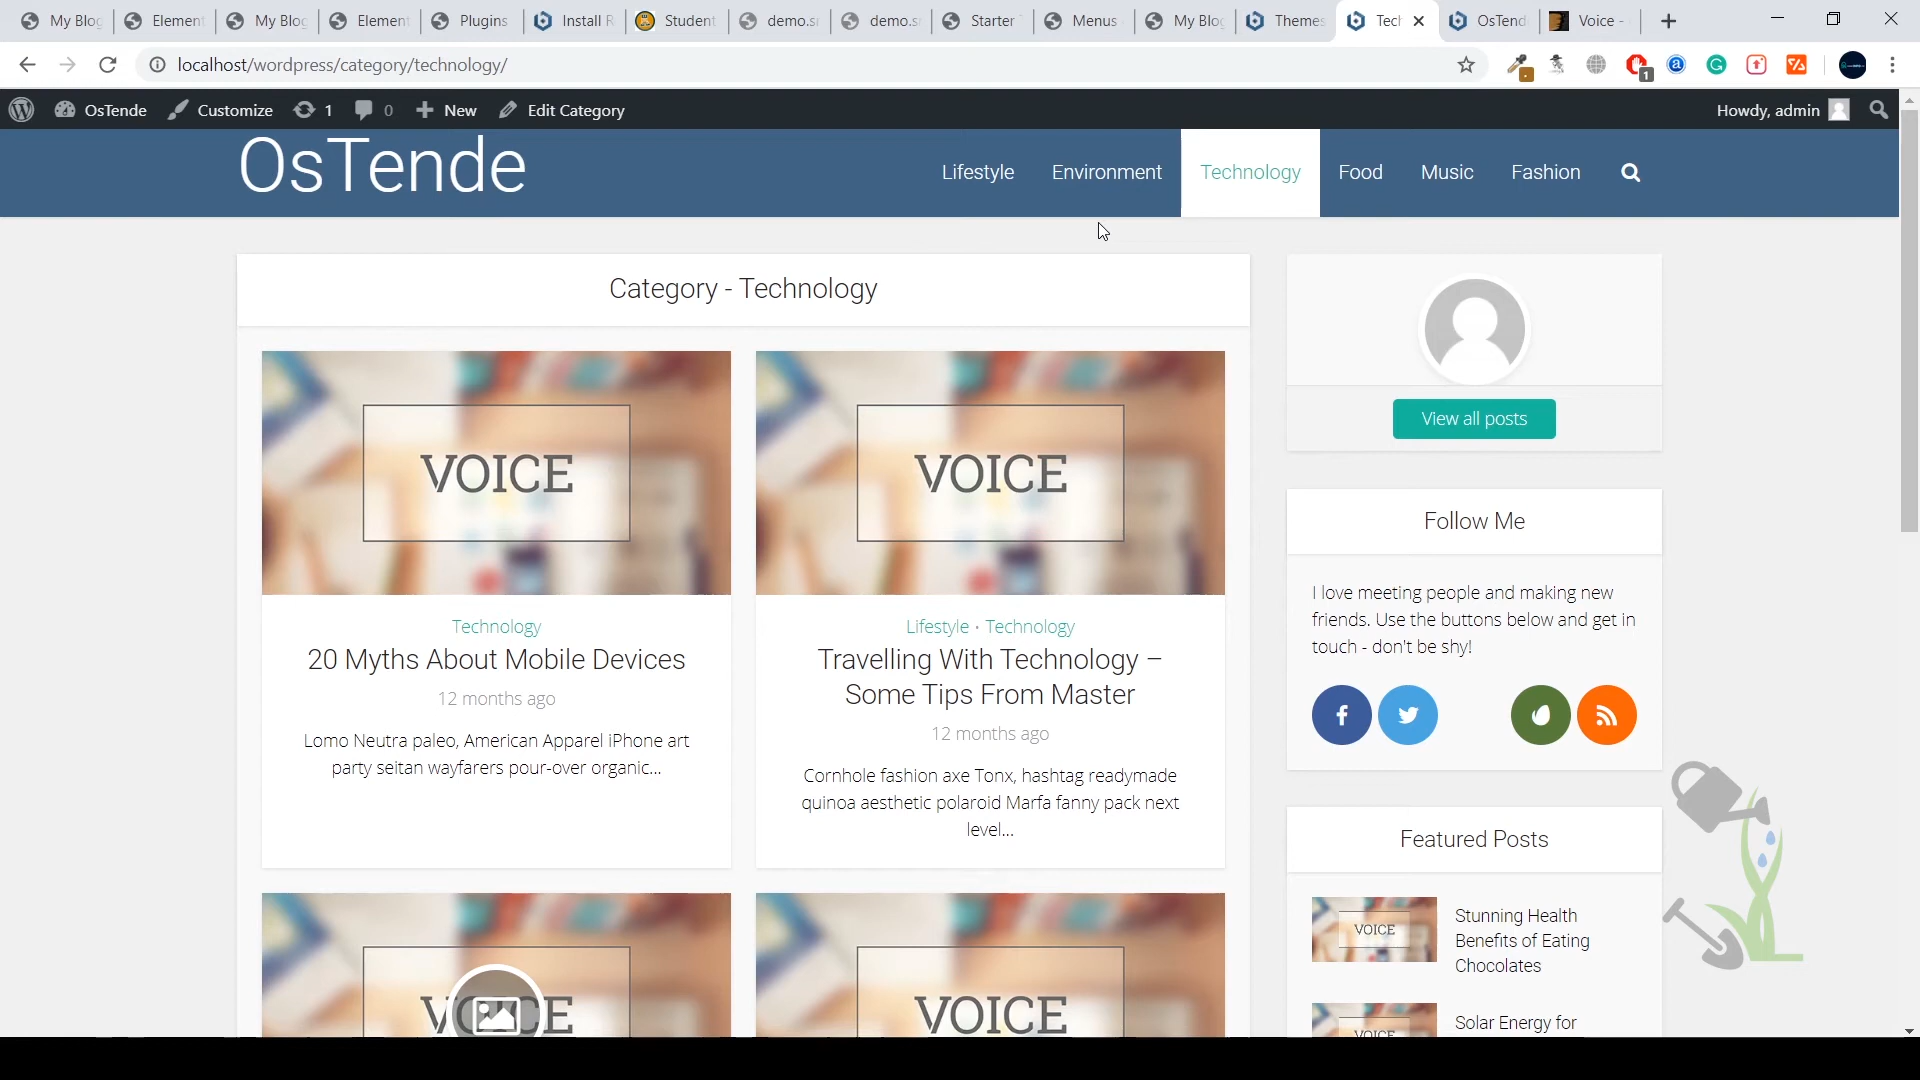 My Blog
Element
My Blog
Element
Plugins
Install R
Student
demo.sr
demo.sr
Starter
Menus
My Blog
Themes
Tech
OsTend
Voice -
localhost/wordpress/category/technology/
1
OsTende
Customize
1
0
New
Edit Category
Howdy, admin
OsTende
Lifestyle
Environment
Technology
Food
Music
Fashion
Category - Technology
VOICE
VOICE
Technology
20 Myths About Mobile Devices
12 months ago
Lomo Neutra paleo, American Apparel iPhone art
party seitan wayfarers pour-over organic...
Lifestyle • Technology
Travelling With Technology –
Some Tips From Master
12 months ago
Cornhole fashion axe Tonx, hashtag readymade
quinoa aesthetic polaroid Marfa fanny pack next
level...
VOICE
View all posts
Follow Me
I love meeting people and making new
friends. Use the buttons below and get in
touch - don't be shy!
Featured Posts
VOICE
Stunning Health
Benefits of Eating
Chocolates
VOICE
Solar Energy for